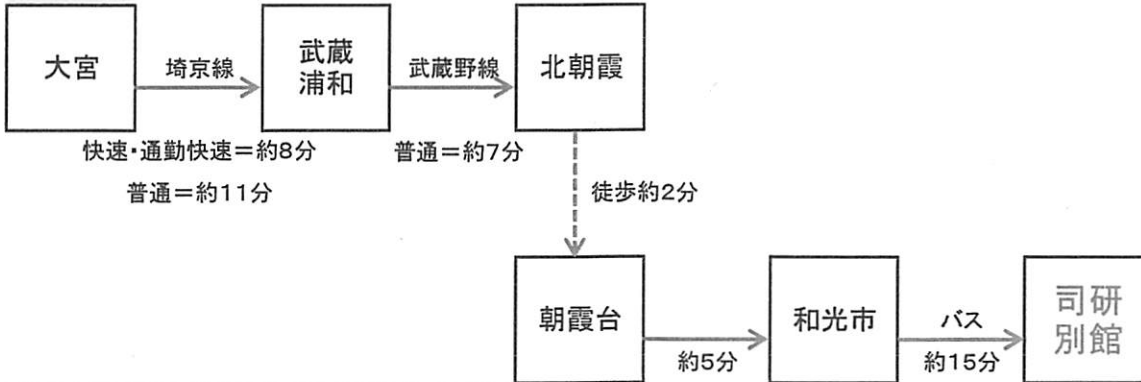 大宮
埼京線
武蔵
浦和
武蔵野線
北朝霞
快速・通勤快速＝約8分
普通＝約11分
普通＝約7分
徒歩約2分
朝霞台
約5分
和光市
バス
約15分
司研
別館